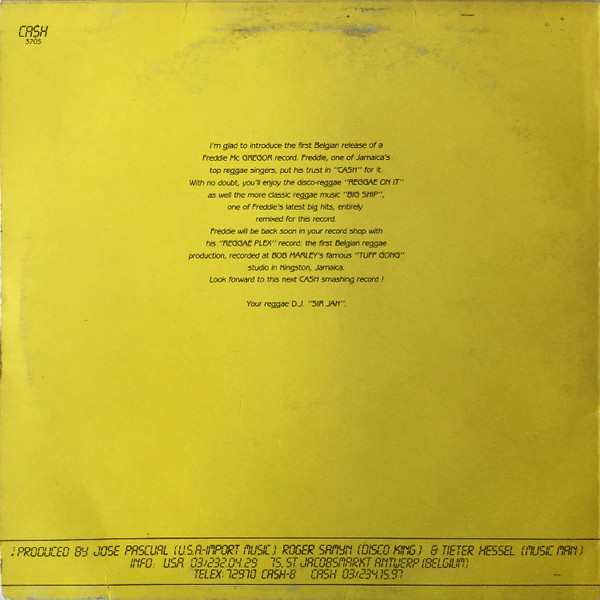 CA$H
3705
I'm glad to introduce the first Belgian release of a
Freddie Mc GREGOR record. Freddie, one of Jamaica's
top reggae singers, put his trust in "CASH" for it.
With no doubt, you'll enjoy the disco-reggae "REGGAE ON IT"
as well the more classic reggae music "BIG SHIP",
one of Freddie's latest big hits, entirely
remixed for this record.
Freddie will be back soon in your record shop with
his "REGGAE PLEX" record: the first Belgian reggae
production, recorded at BOB MARLEY's famous "TUFF GONG"
studio in Kingston, Jamaica.
Look forward to this next CASH smashing record !
Your reggae D.J. "SIR JAH".
PRODUCED BY JOSE PASCUAL (U.S.A-IMPORT MUSIC) ROGER SAMYN (DISCO KING) & TIETER HESSEL (MUSIC MAN)
INFO: USA 03/232.04.29 75, ST. JACOBSMARKT ANTWERP (BELGIUM)
TELEX: 72970 CASH-B CASH 03/234.15.97